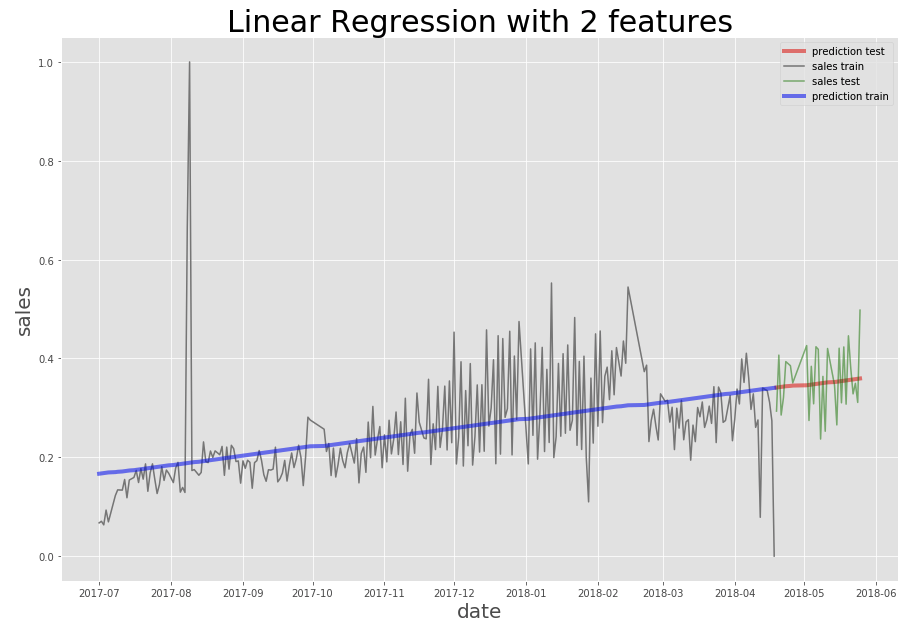 Linear Regression with 2 features
prediction test
sales train
sales test
prediction train
1.0
0.8
0.6
0.4
0.2
0.0
sales
2017-07 2017-08 2017-09 2017-10 2017-11 2017-12 2018-01 2018-02 2018-03 2018-04 2018-05 2018-06
date